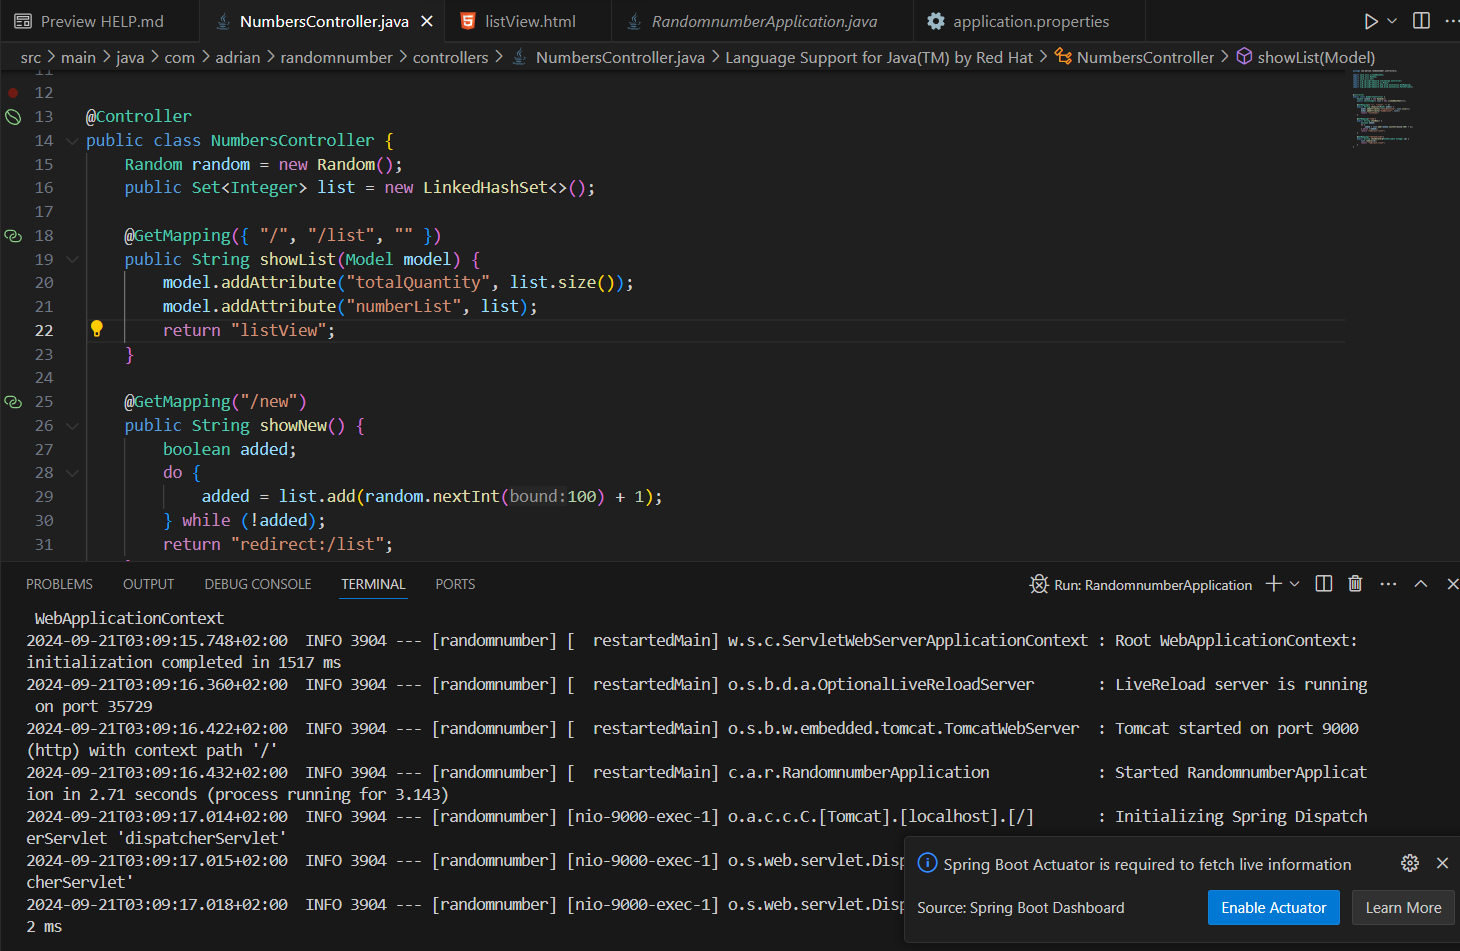 Preview HELP.md
NumbersController.java
listView.html
RandomnumberApplication.java
application.properties
src > main > java > com > adrian > randomnumber > controllers > NumbersController.java > Language Support for Java(TM) by Red Hat > NumbersController > showList(Model)
11
12
13 @Controller
14 public class NumbersController {
15 Random random = new Random();
16 public Set<Integer> list = new LinkedHashSet<>();
17
18 @GetMapping({ "/", "/list", "" })
19 public String showList(Model model) {
20 model.addAttribute("totalQuantity", list.size());
21 model.addAttribute("numberList", list);
22 return "listView";
23 }
24
25 @GetMapping("/new")
26 public String showNew() {
27 boolean added;
28 do {
29 added = list.add(random.nextInt(bound:100) + 1);
30 } while (!added);
31 return "redirect:/list";
PROBLEMS OUTPUT DEBUG CONSOLE TERMINAL PORTS
Run: RandomnumberApplication
WebApplicationContext
2024-09-21T03:09:15.748+02:00  INFO 3904 --- [randomnumber] [  restartedMain] w.s.c.ServletWebServerApplicationContext : Root WebApplicationContext:
initialization completed in 1517 ms
2024-09-21T03:09:16.360+02:00  INFO 3904 --- [randomnumber] [  restartedMain] o.s.b.d.a.OptionalLiveReloadServer       : LiveReload server is running
on port 35729
2024-09-21T03:09:16.422+02:00  INFO 3904 --- [randomnumber] [  restartedMain] o.s.b.w.embedded.tomcat.TomcatWebServer  : Tomcat started on port 9000
(http) with context path '/'
2024-09-21T03:09:16.432+02:00  INFO 3904 --- [randomnumber] [  restartedMain] c.a.r.RandomnumberApplication            : Started RandomnumberApplicat
ion in 2.71 seconds (process running for 3.143)
2024-09-21T03:09:17.014+02:00  INFO 3904 --- [randomnumber] [nio-9000-exec-1] o.a.c.c.C.[Tomcat].[localhost].[/]       : Initializing Spring Dispatch
erServlet 'dispatcherServlet'
2024-09-21T03:09:17.015+02:00  INFO 3904 --- [randomnumber] [nio-9000-exec-1] o.s.web.servlet.Disp
cherServlet'
2024-09-21T03:09:17.018+02:00  INFO 3904 --- [randomnumber] [nio-9000-exec-1] o.s.web.servlet.Disp
2 ms
Spring Boot Actuator is required to fetch live information
Source: Spring Boot Dashboard
Enable Actuator
Learn More